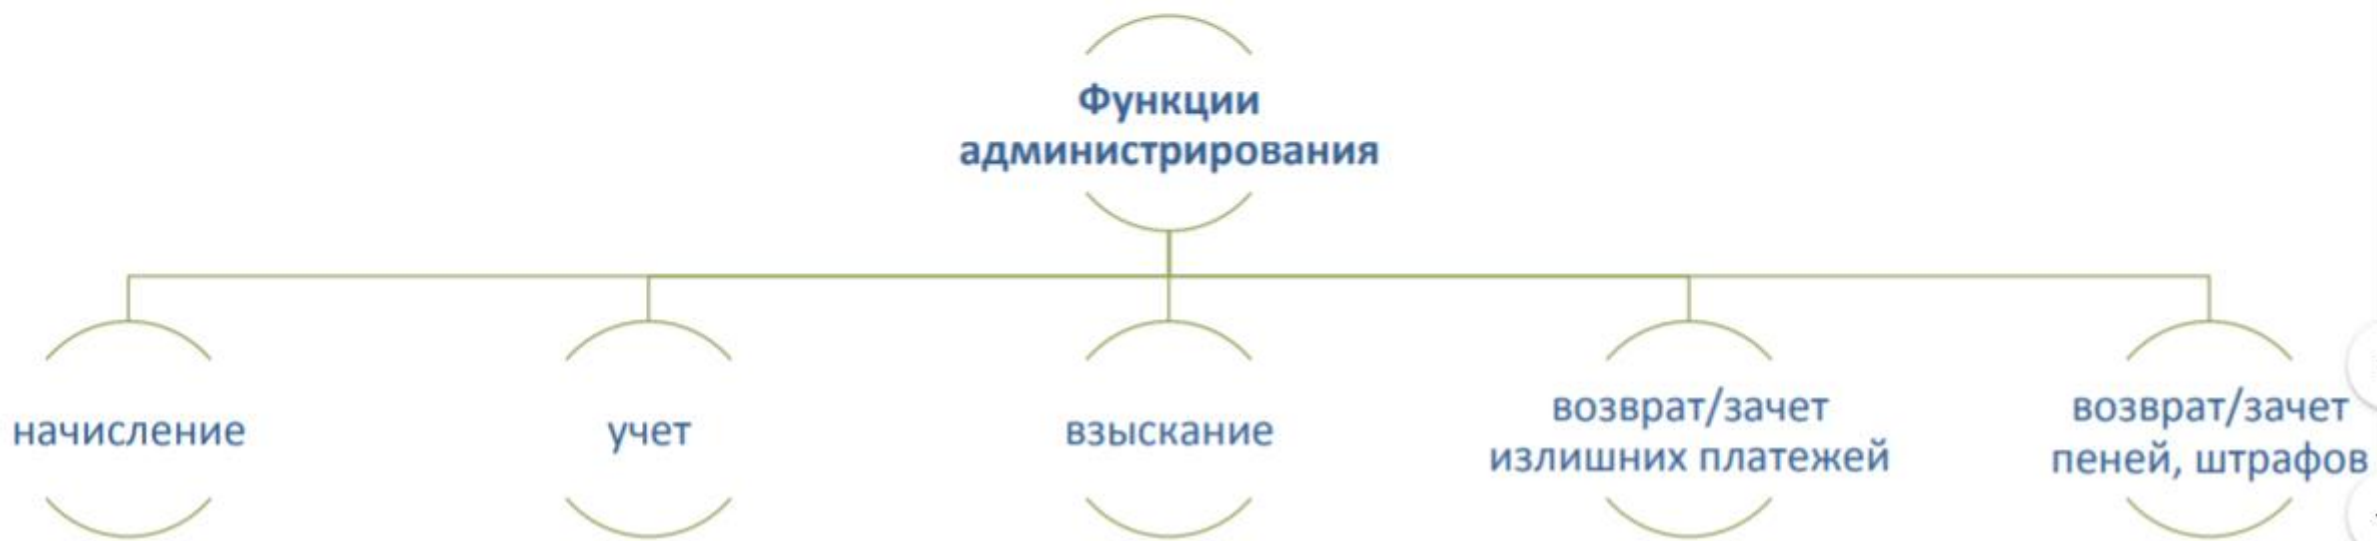 Функции
администрирования
начисление
учет
взыскание
возврат/зачет
излишних платежей
возврат/зачет
пеней, штрафов